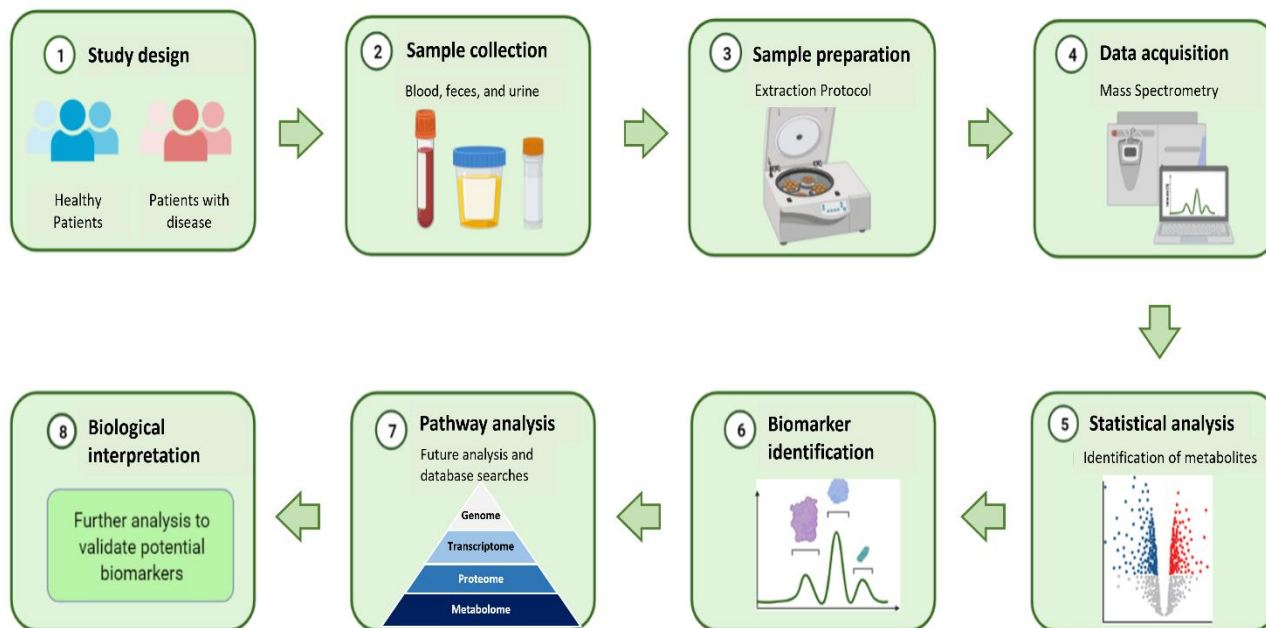 1
Study design
Healthy
Patients
Patients with
disease
2
Sample collection
Blood, feces, and urine
3
Sample preparation
Extraction Protocol
4
Data acquisition
Mass Spectrometry
5
Statistical analysis
Identification of metabolites
6
Biomarker
identification
7
Pathway analysis
Future analysis and
database searches
Genome
Transcriptome
Proteome
Metabolome
8
Biological
interpretation
Further analysis to
validate potential
biomarkers